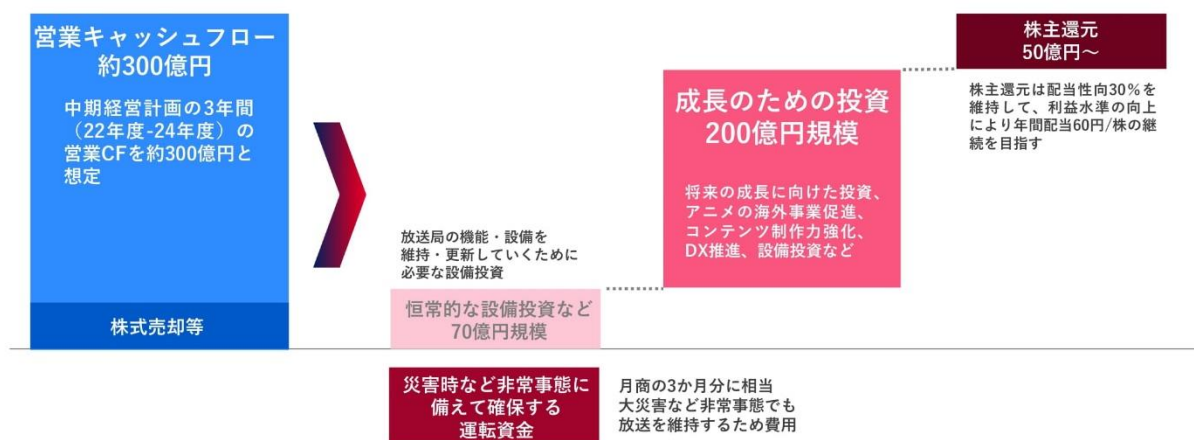 営業キャッシュフロー
約300億円
中期経営計画の3年間
（22年度-24年度）の
営業CFを約300億円と
想定
株式売却等
放送局の機能・設備を
維持・更新していくために
必要な設備投資
恒常的な設備投資など
70億円規模
災害時など非常事態に
備えて確保する
運転資金
月商の3か月分に相当
大災害など非常事態でも
放送を維持するため費用
成長のための投資
200億円規模
将来の成長に向けた投資、
アニメの海外事業促進、
コンテンツ制作力強化、
DX推進、設備投資など
株主還元
50億円～
株主還元は配当性向30％を
維持して、利益水準の向上
により年間配当60円/株の継
続を目指す